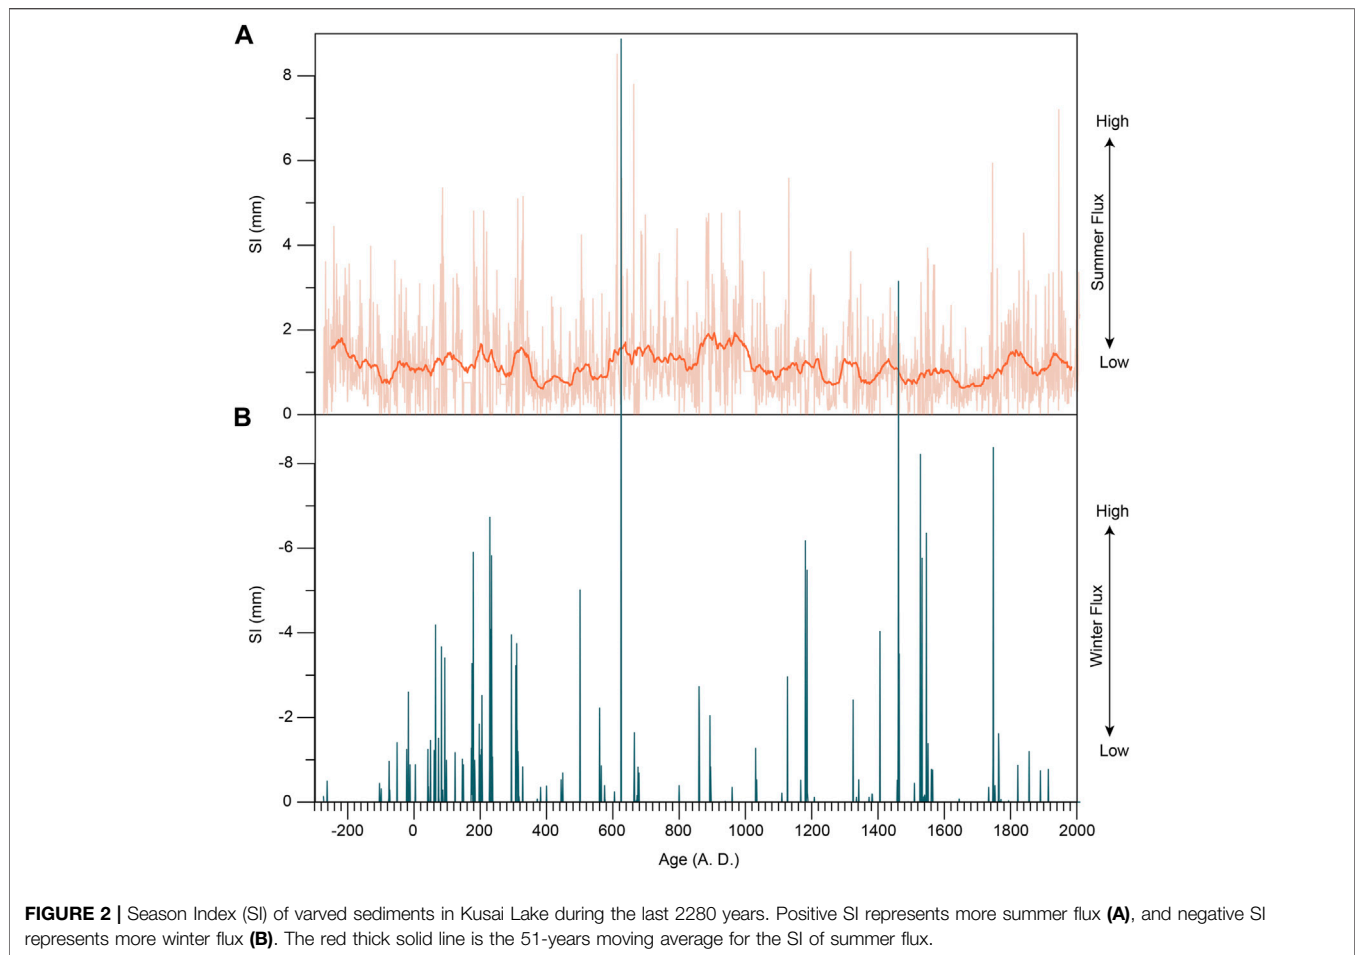 A
8
6
4
2
0
SI (mm)
High
Summer Flux
Low
B
-8
-6
-4
-2
0
SI (mm)
High
Winter Flux
Low
-200 0 200 400 600 800 1000 1200 1400 1600 1800 2000
Age (A. D.)
FIGURE 2 | Season Index (SI) of varved sediments in Kusai Lake during the last 2280 years. Positive SI represents more summer flux (A), and negative SI
represents more winter flux (B). The red thick solid line is the 51-years moving average for the SI of summer flux.